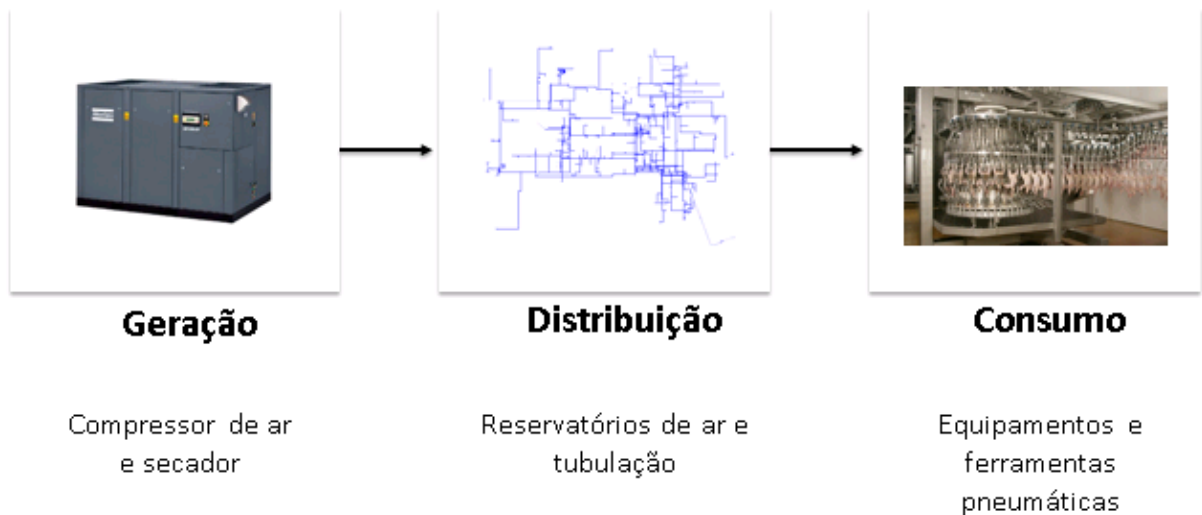 Geração
Distribuição
Consumo
Compressor de ar
e secador
Reservatórios de ar e
tubulação
Equipamentos e
ferramentas
pneumáticas